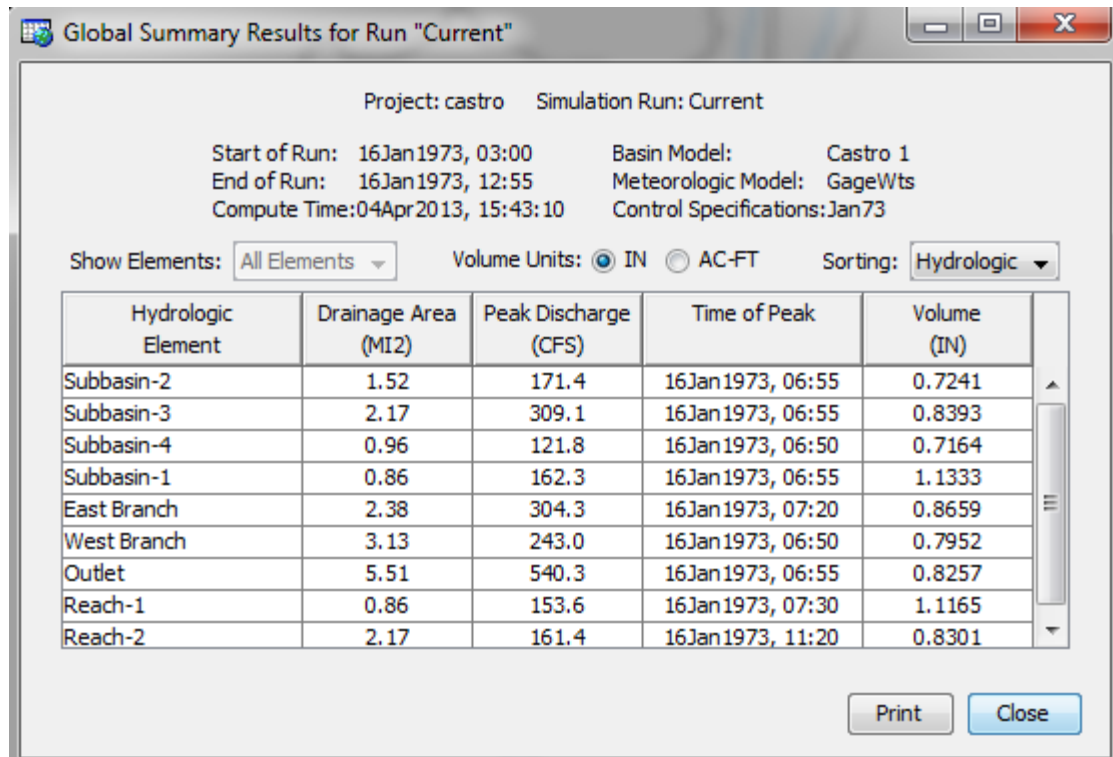 Global Summary Results for Run "Current"
Project: castro Simulation Run: Current
Start of Run: 16Jan1973, 03:00 Basin Model: Castro 1
End of Run: 16Jan1973, 12:55 Meteorologic Model: GageWts
Compute Time:04Apr2013, 15:43:10 Control Specifications:Jan73
Show Elements: All Elements Volume Units: IN AC-FT Sorting: Hydrologic
Hydrologic Drainage Area Peak Discharge Time of Peak Volume
Element (MI2) (CFS) (IN)
Subbasin-2 1.52 171.4 16Jan1973, 06:55 0.7241
Subbasin-3 2.17 309.1 16Jan1973, 06:55 0.8393
Subbasin-4 0.96 121.8 16Jan1973, 06:50 0.7164
Subbasin-1 0.86 162.3 16Jan1973, 06:55 1.1333
East Branch 2.38 304.3 16Jan1973, 07:20 0.8659
West Branch 3.13 243.0 16Jan1973, 06:50 0.7952
Outlet 5.51 540.3 16Jan1973, 06:55 0.8257
Reach-1 0.86 153.6 16Jan1973, 07:30 1.1165
Reach-2 2.17 161.4 16Jan1973, 11:20 0.8301
Print Close